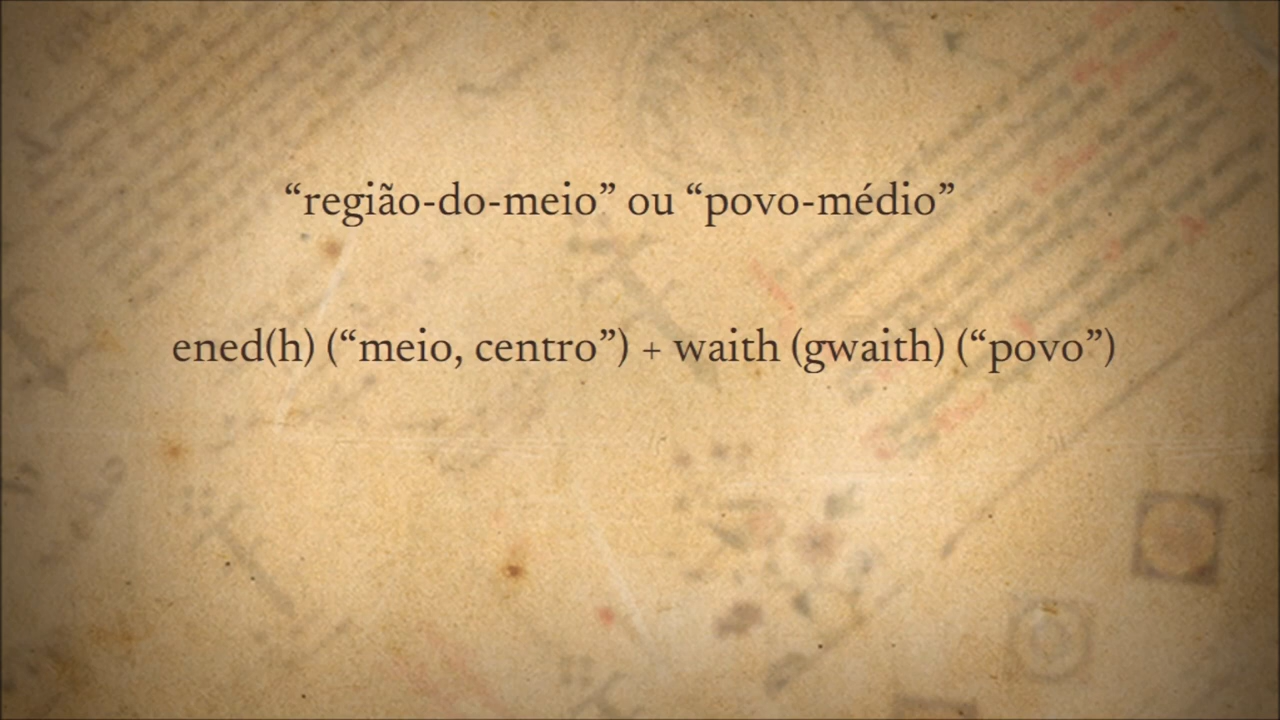 “região-do-meio” ou “povo-médio”
ened(h) (“meio, centro”) + waith (gwaith) (“povo”)